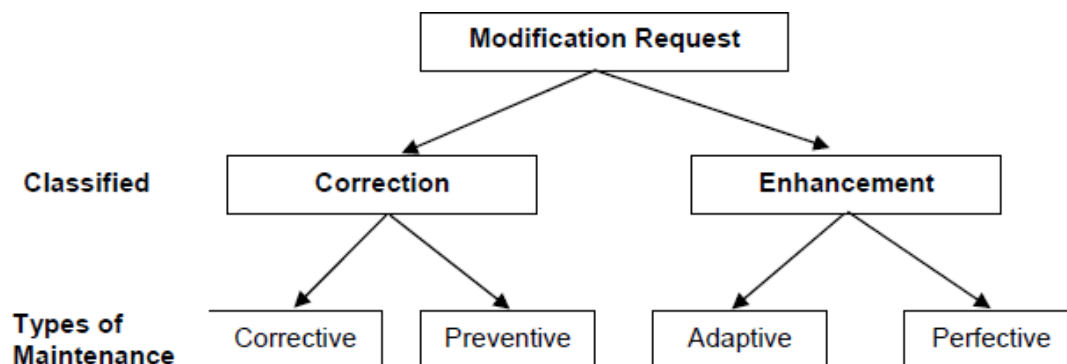 Modification Request
Classified
Correction
Enhancement
Types of
Maintenance
Corrective
Preventive
Adaptive
Perfective